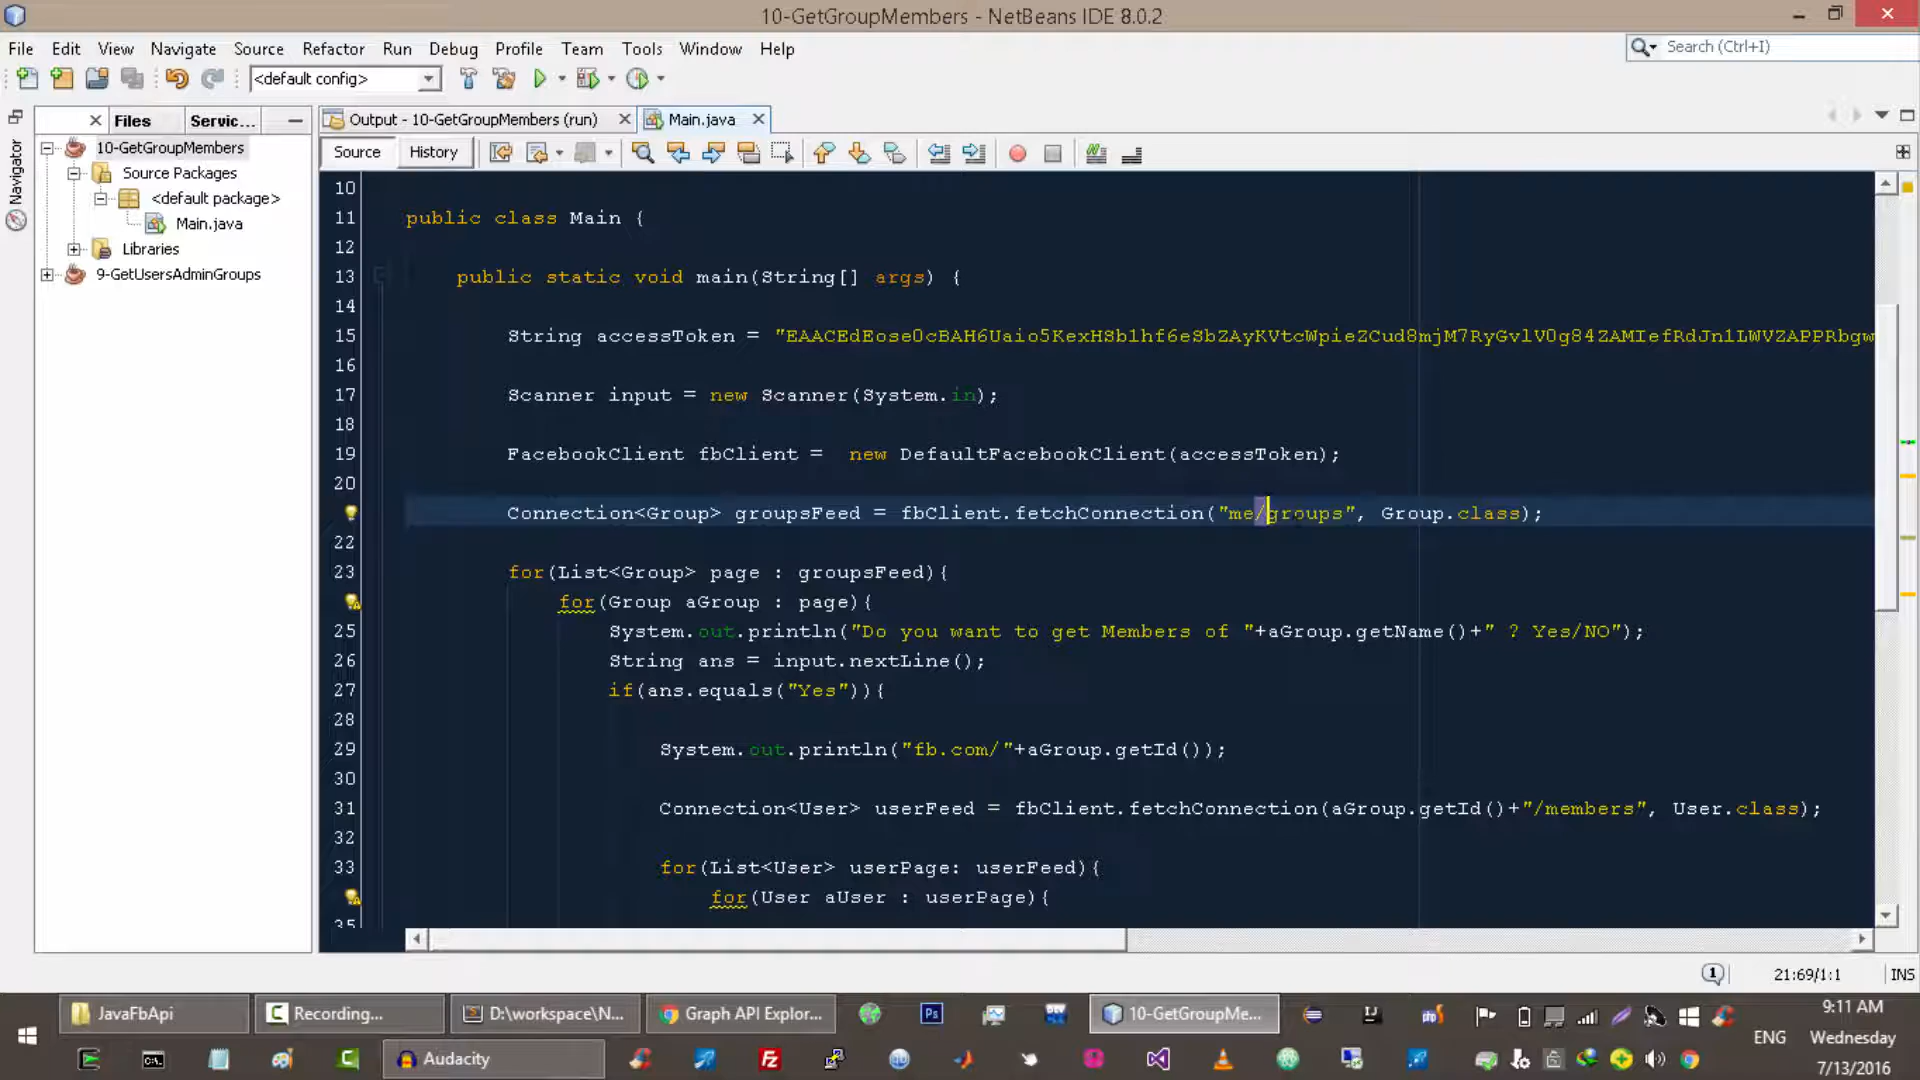 10-GetGroupMembers - NetBeans IDE 8.0.2
File Edit View Navigate Source Refactor Run Debug Profile Team Tools Window Help
Search (Ctrl+I)
<default config>
Files Servic... Output - 10-GetGroupMembers (run) Main.java
Navigator
Source History
10-GetGroupMembers
Source Packages
<default package>
Main.java
Libraries
9-GetUsersAdminGroups
10
11 public class Main {
12
13 public static void main(String[] args) {
14
15 String accessToken = "EAACEdEose0cBAH6Uaio5KexHSb1hf6eSbZAyKVtcWpieZCud8mjM7RyGvlV0g84ZAMIefRdJn1LWVZAPPRbgw
16
17 Scanner input = new Scanner(System.in);
18
19 FacebookClient fbClient = new DefaultFacebookClient(accessToken);
20
Connection<Group> groupsFeed = fbClient.fetchConnection("me/groups", Group.class);
22
23 for(List<Group> page : groupsFeed){
for(Group aGroup : page){
25 System.out.println("Do you want to get Members of "+aGroup.getName()+" ? Yes/NO");
26 String ans = input.nextLine();
27 if(ans.equals("Yes")){
28
29 System.out.println("fb.com/"+aGroup.getId());
30
31 Connection<User> userFeed = fbClient.fetchConnection(aGroup.getId()+"/members", User.class);
32
33 for(List<User> userPage: userFeed){
for(User aUser : userPage){
35
1 21:69/1:1 INS
JavaFbApi Recording... D:\workspace\N... Graph API Explor... Ps 10-GetGroupMe...
9:11 AM
ENG Wednesday
Audacity
7/13/2016